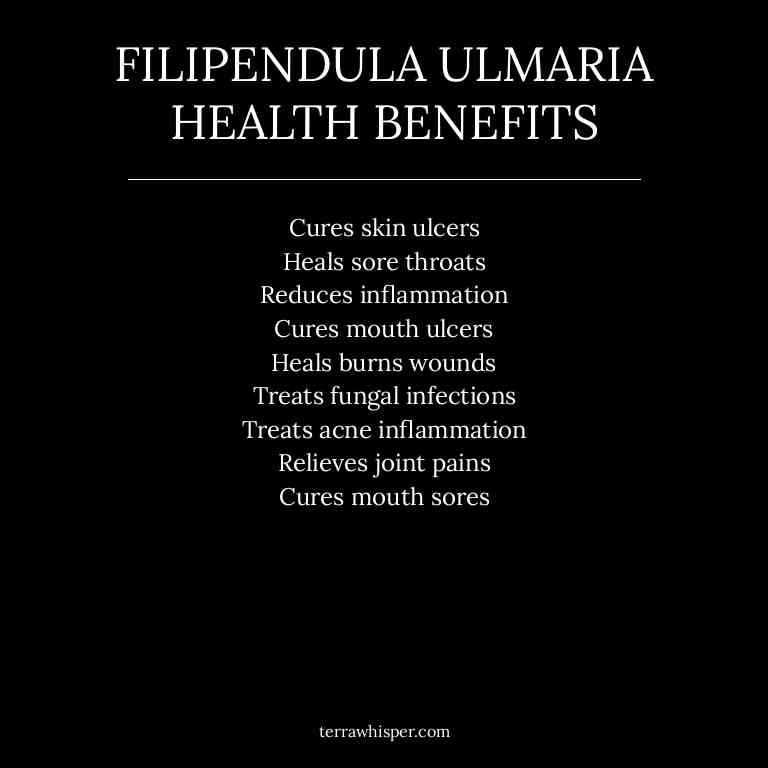 FILIPENDULA ULMARIA
HEALTH BENEFITS
Cures skin ulcers
Heals sore throats
Reduces inflammation
Cures mouth ulcers
Heals burns wounds
Treats fungal infections
Treats acne inflammation
Relieves joint pains
Cures mouth sores
terrawhisper.com